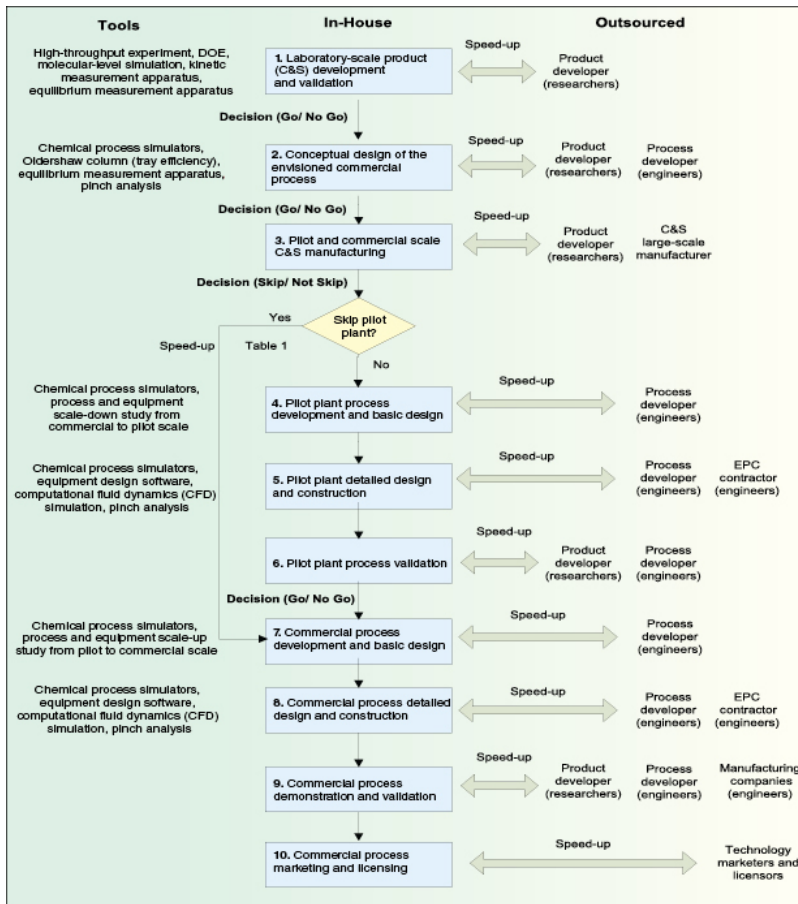 Tools
In-House
Outsourced
High-throughput experiment, DOE,
molecular-level simulation, kinetic
measurement apparatus,
equilibrium measurement apparatus
1. Laboratory-scale product
(C&S) development
and validation
Speed-up
Product
developer
(researchers)
Decision (Go/ No Go)
Chemical process simulators,
Oldershaw column (tray efficiency),
equilibrium measurement apparatus,
pinch analysis
2. Conceptual design of the
envisioned commercial
process
Speed-up
Product
developer
(researchers)
Process
developer
(engineers)
Decision (Go/ No Go)
3. Pilot and commercial scale
C&S manufacturing
Speed-up
Product
developer
(researchers)
C&S
large-scale
manufacturer
Decision (Skip/ Not Skip)
Skip pilot
plant?
Yes
Speed-up
Table 1
No
Chemical process simulators,
process and equipment
scale-down study from
commercial to pilot scale
4. Pilot plant process
development and basic design
Speed-up
Process
developer
(engineers)
Chemical process simulators,
equipment design software,
computational fluid dynamics (CFD)
simulation, pinch analysis
5. Pilot plant detailed design
and construction
Speed-up
Process
developer
(engineers)
EPC
contractor
(engineers)
6. Pilot plant process validation
Speed-up
Product
developer
(researchers)
Process
developer
(engineers)
Decision (Go/ No Go)
Chemical process simulators,
process and equipment scale-up
study from pilot to commercial scale
7. Commercial process
development and basic design
Speed-up
Process
developer
(engineers)
Chemical process simulators,
equipment design software,
computational fluid dynamics (CFD)
simulation, pinch analysis
8. Commercial process detailed
design and construction
Speed-up
Process
developer
(engineers)
EPC
contractor
(engineers)
9. Commercial process
demonstration and validation
Speed-up
Product
developer
(researchers)
Process
developer
(engineers)
Manufacturing
companies
(engineers)
10. Commercial process
marketing and licensing
Speed-up
Technology
marketers and
licensors